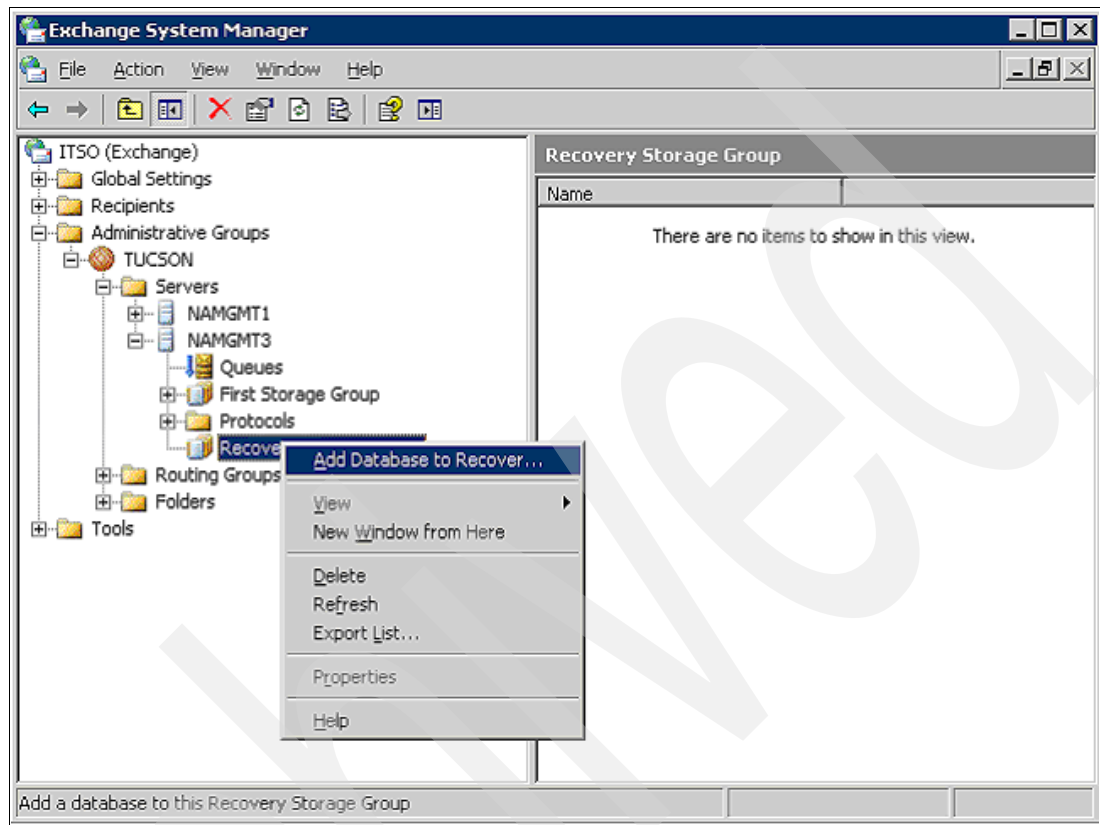 Exchange System Manager
File Action View Window Help
ITSO (Exchange)
Recovery Storage Group
Global Settings
Name
Recipients
Administrative Groups
There are no items to show in this view.
TUCSON
Servers
NAMGMT1
NAMGMT3
Queues
First Storage Group
Protocols
Recove
Add Database to Recover...
Routing Groups
View
Folders
New Window from Here
Tools
Delete
Refresh
Export List...
Properties
Help
Add a database to this Recovery Storage Group